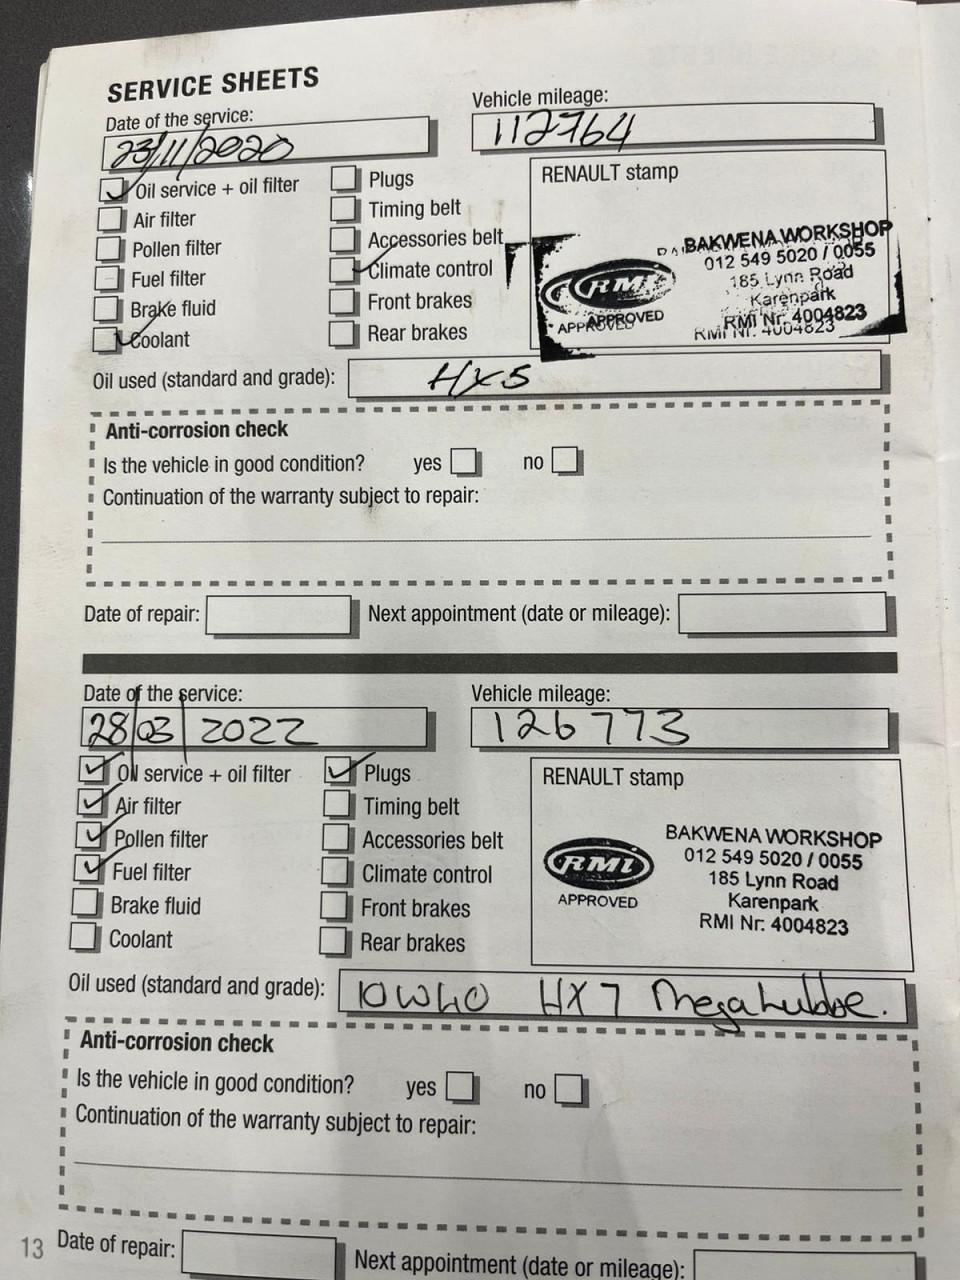 SERVICE SHEETS
Date of the service: Vehicle mileage:
23/11/2020 112764
Oil service + oil filter Plugs RENAULT stamp
Air filter Timing belt
Pollen filter Accessories belt BAKWENA WORKSHOP
Fuel filter Climate control 012 549 5020 / 0055
Brake fluid Front brakes 185 Lynn Road
Coolant Rear brakes Karenpark
RMI APPROVED RMI Nr. 4004823
Oil used (standard and grade): HX5
Anti-corrosion check
Is the vehicle in good condition? yes no
Continuation of the warranty subject to repair:
Date of repair: Next appointment (date or mileage):
Date of the service: Vehicle mileage:
28/03/2022 126773
Oil service + oil filter Plugs RENAULT stamp
Air filter Timing belt
Pollen filter Accessories belt BAKWENA WORKSHOP
Fuel filter Climate control RMI 012 549 5020 / 0055
Brake fluid Front brakes APPROVED 185 Lynn Road
Coolant Rear brakes Karenpark
RMI Nr: 4004823
Oil used (standard and grade): 10W40 HX7 Megalubbe.
Anti-corrosion check
Is the vehicle in good condition? yes no
Continuation of the warranty subject to repair:
13 Date of repair: Next appointment (date or mileage):